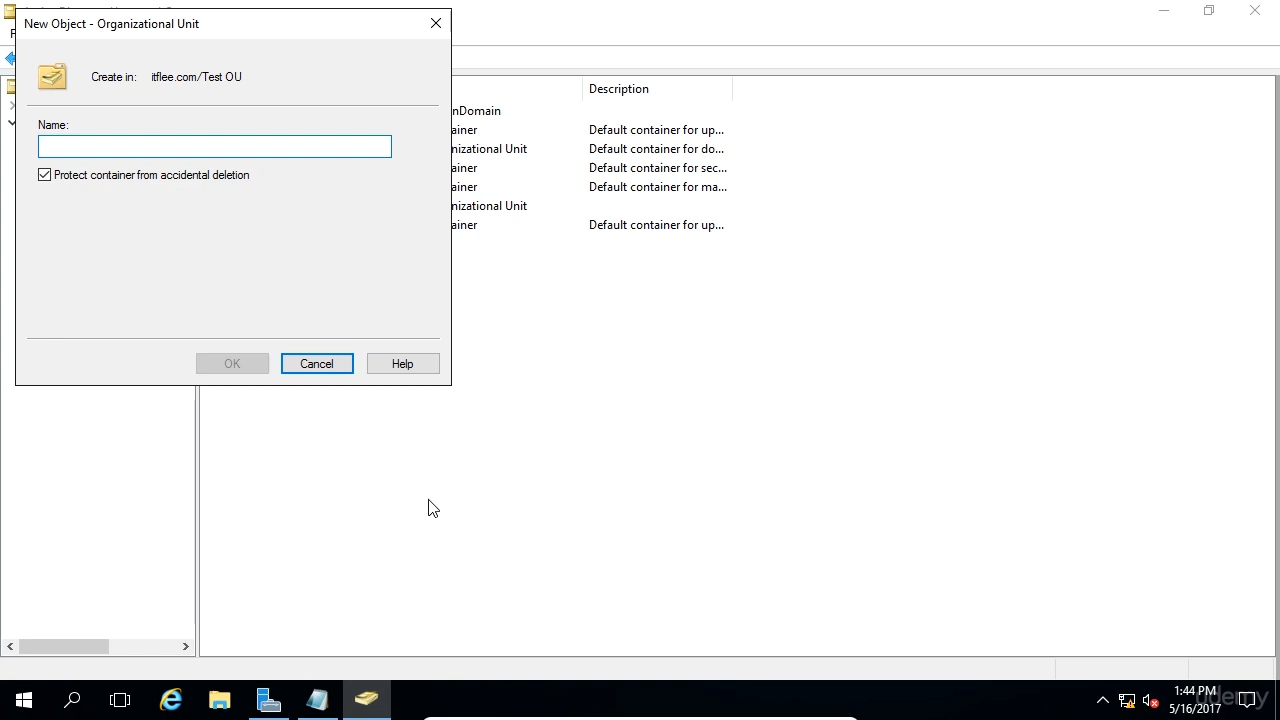 New Object - Organizational Unit
Create in: itflee.com/Test OU
Name:
Protect container from accidental deletion
OK Cancel Help
Description
nDomain
ainer Default container for up...
nizational Unit Default container for do...
ainer Default container for sec...
ainer Default container for ma...
nizational Unit
ainer Default container for up...
1:44 PM
5/16/2017
udemy